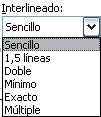 Interlineado:
Sencillo
Sencillo
1,5 líneas
Doble
Mínimo
Exacto
Múltiple